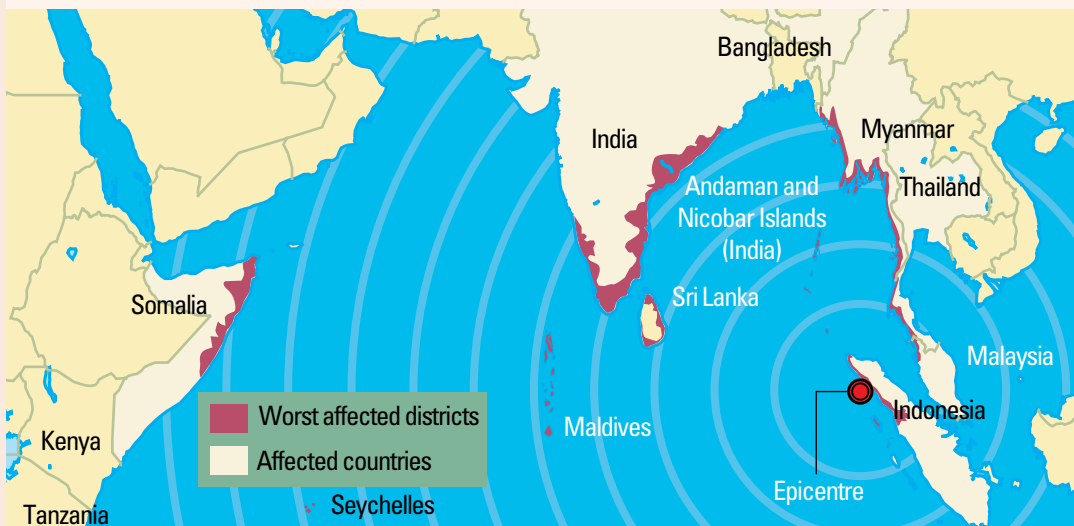 Bangladesh
India
Myanmar
Andaman and
Nicobar Islands
(India)
Thailand
Somalia
Sri Lanka
Malaysia
Worst affected districts
Affected countries
Maldives
Indonesia
Kenya
Epicentre
Seychelles
Tanzania